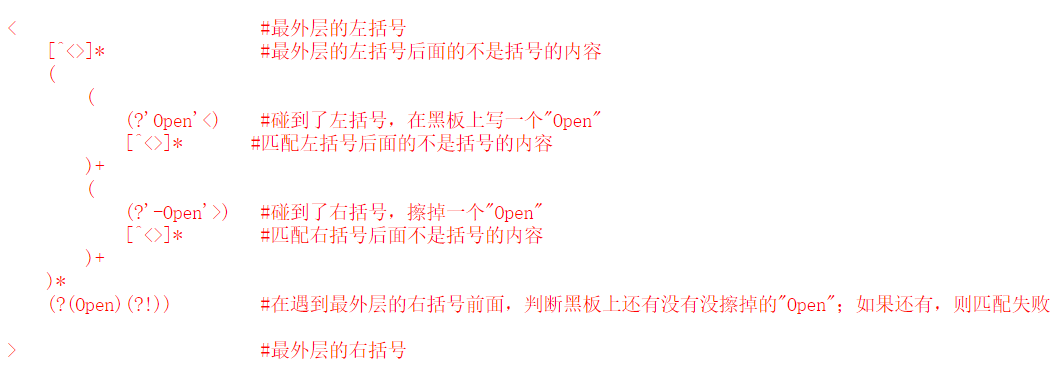 <                         #最外层的左括号
    [^<>]*                #最外层的左括号后面的不是括号的内容
    (
        (
            (?'Open'<)    #碰到了左括号，在黑板上写一个"Open"
            [^<>]*       #匹配左括号后面的不是括号的内容
        )+
        (
            (?'-Open'>)   #碰到了右括号，擦掉一个"Open"
            [^<>]*        #匹配右括号后面不是括号的内容
        )+
    )*
    (?(Open)(?!))         #在遇到最外层的右括号前面，判断黑板上还有没有没擦掉的"Open"；如果还有，则匹配失败
>                         #最外层的右括号